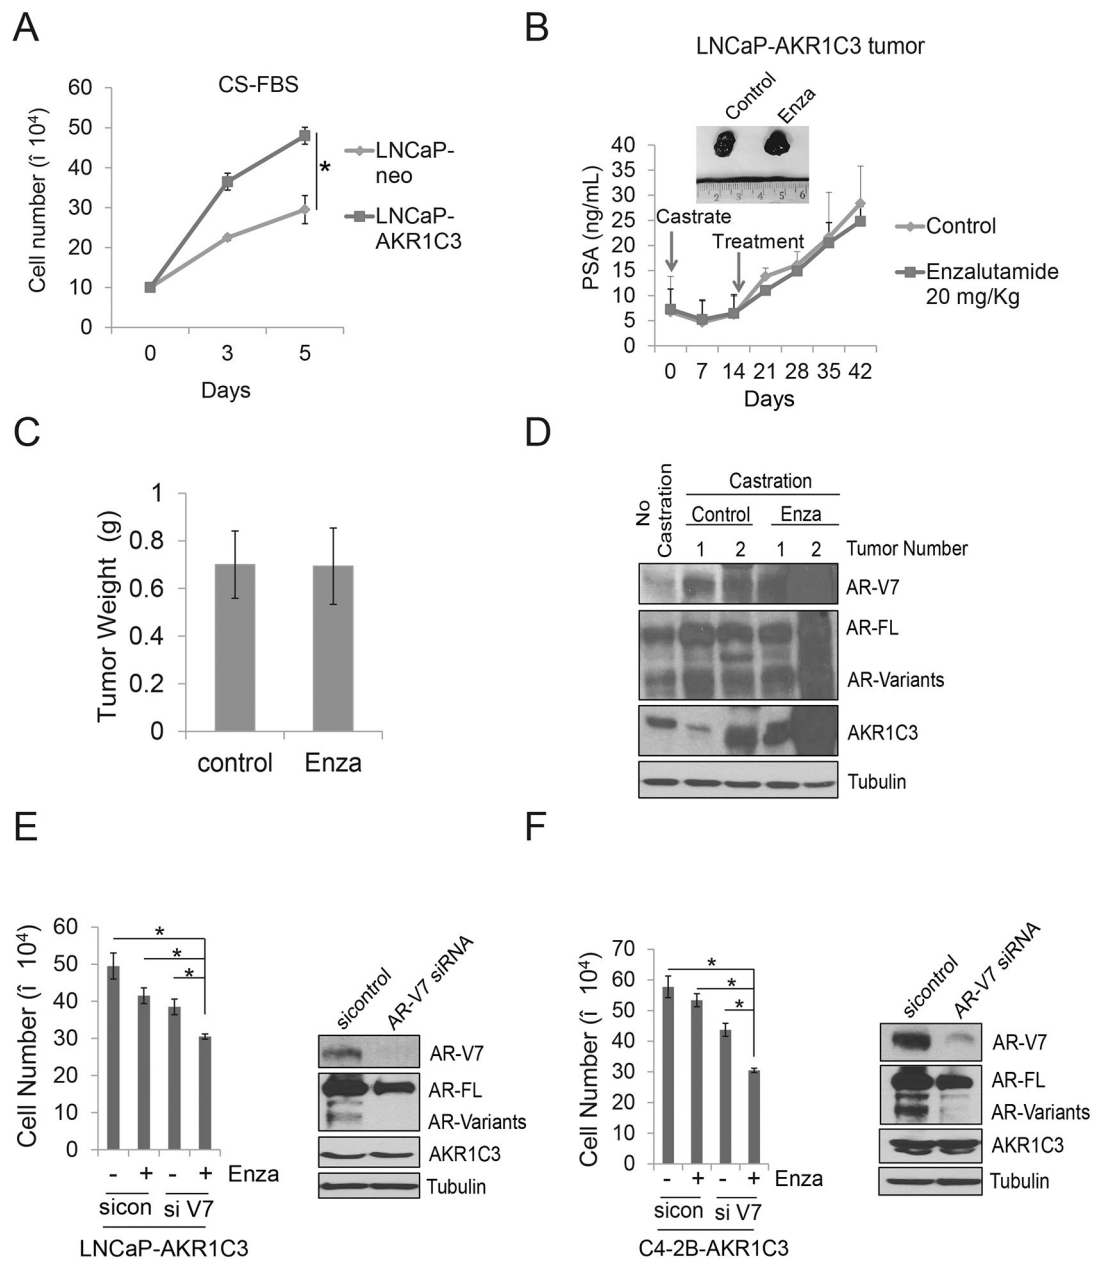 A
CS-FBS
Cell number (î 10⁴)
60
50
40
30
20
10
0
0 3 5
Days
*
LNCaP-
neo
LNCaP-
AKR1C3
B
LNCaP-AKR1C3 tumor
Control
Enza
2 3 4 5 6
PSA (ng/mL)
40
35
30
25
20
15
10
5
0
Castrate
Treatment
0 7 14 21 28 35 42
Days
Control
Enzalutamide
20 mg/Kg
C
Tumor Weight (g)
1
0.8
0.6
0.4
0.2
0
control Enza
D
No
Castration
Castration
Control Enza
1 2 1 2 Tumor Number
AR-V7
AR-FL
AR-Variants
AKR1C3
Tubulin
E
Cell Number (î 10⁴)
60
50
40
30
20
10
0
*
*
*
- + - + Enza
sicon si V7
LNCaP-AKR1C3
sicontrol
AR-V7 siRNA
AR-V7
AR-FL
AR-Variants
AKR1C3
Tubulin
F
Cell Number (î 10⁴)
70
60
50
40
30
20
10
0
*
*
*
- + - + Enza
sicon si V7
C4-2B-AKR1C3
sicontrol
AR-V7 siRNA
AR-V7
AR-FL
AR-Variants
AKR1C3
Tubulin